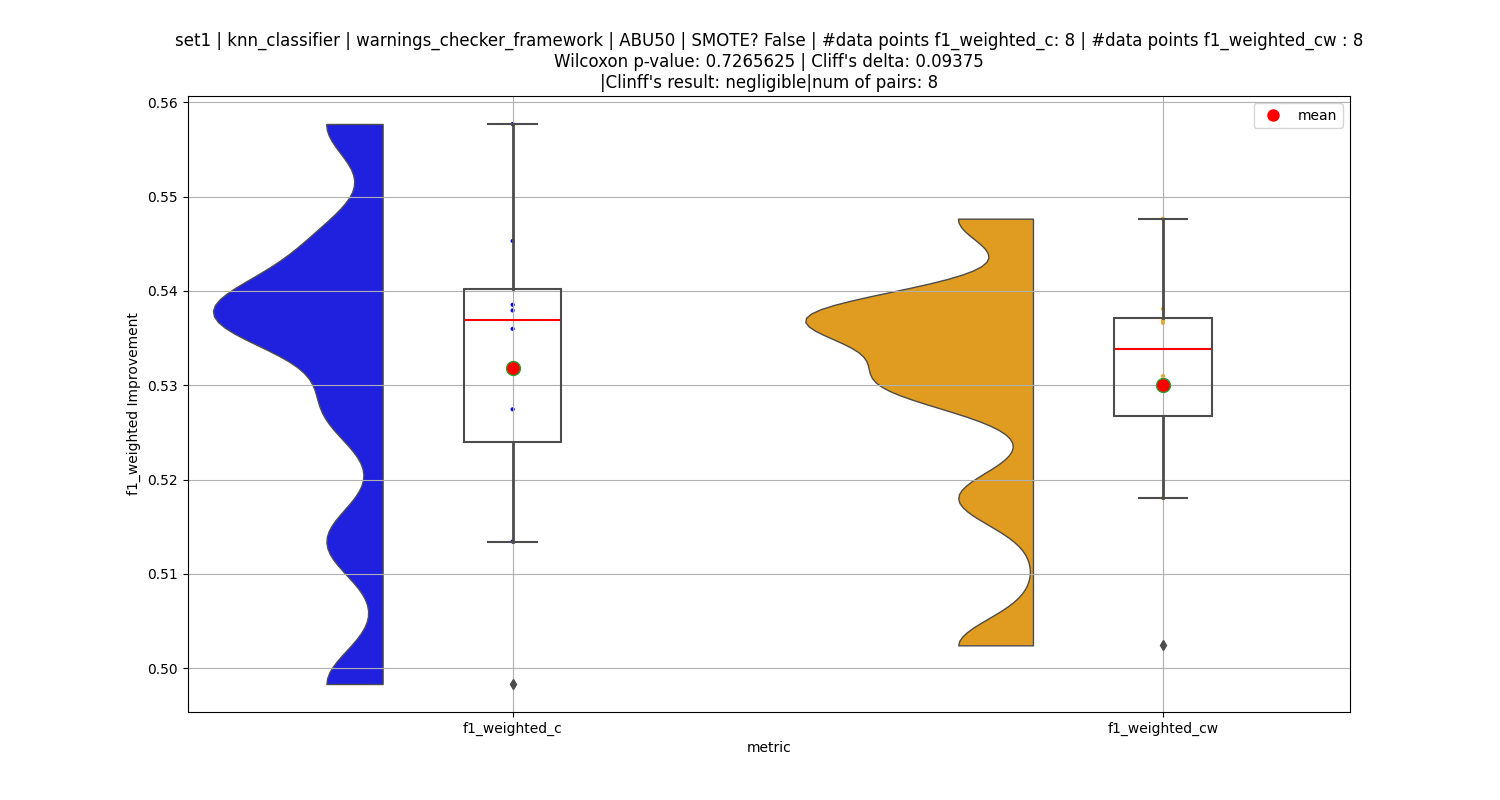 set1 | knn_classifier | warnings_checker_framework | ABU50 | SMOTE? False | #data points f1_weighted_c: 8 | #data points f1_weighted_cw : 8
Wilcoxon p-value: 0.7265625 | Cliff's delta: 0.09375
|Clinff's result: negligible|num of pairs: 8
mean
f1_weighted Improvement
0.56
0.55
0.54
0.53
0.52
0.51
0.50
f1_weighted_c
f1_weighted_cw
metric